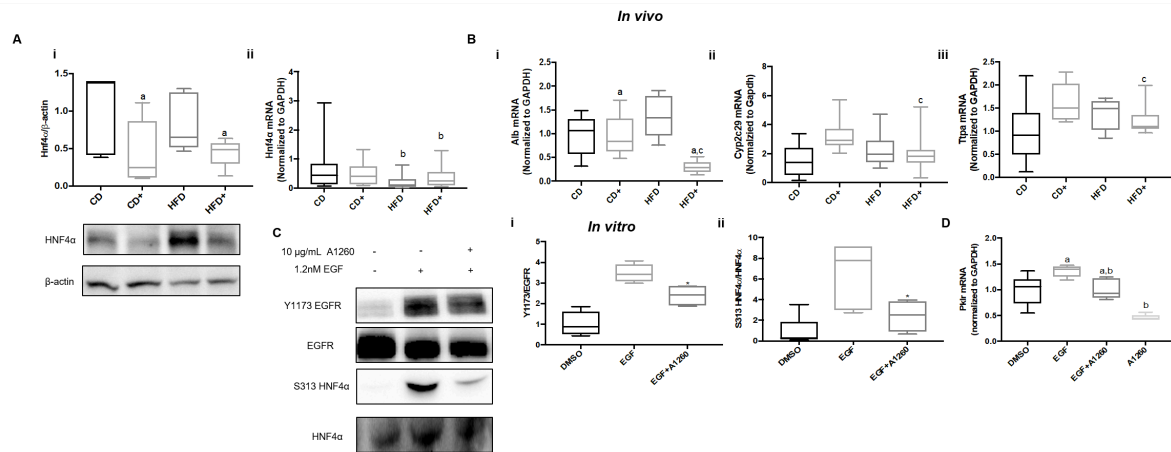 In vivo
A
i
Hnf4α/β-actin
1.5
1.0
0.5
0.0
a
a
CD
CD+
HFD
HFD+
HNF4α
β-actin
ii
Hnf4α mRNA
(Normalized to GAPDH)
4
3
2
1
0
b
b
CD
CD+
HFD
HFD+
B
i
Alb mRNA
(Normalized to GAPDH)
2.5
2.0
1.5
1.0
0.5
0.0
a
a,c
CD
CD+
HFD
HFD+
ii
Cyp2c29 mRNA
(Normalzied to Gapdh)
8
6
4
2
0
c
CD
CD+
HFD
HFD+
iii
Ttpa mRNA
(Normalized to GAPDH)
2.5
2.0
1.5
1.0
0.5
0.0
c
CD
CD+
HFD
HFD+
In vitro
C
10 µg/mL A1260 - - +
1.2nM EGF - + +
Y1173 EGFR
EGFR
S313 HNF4α
HNF4α
i
Y1173/EGFR
5
4
3
2
1
0
*
DMSO
EGF
EGF+A1260
ii
S313 HNF4α/HNF4α
10
8
6
4
2
0
*
DMSO
EGF
EGF+A1260
D
Pklr mRNA
(normalized to GAPDH)
2.0
1.5
1.0
0.5
0.0
a
a,b
b
DMSO
EGF
EGF+A1260
A1260